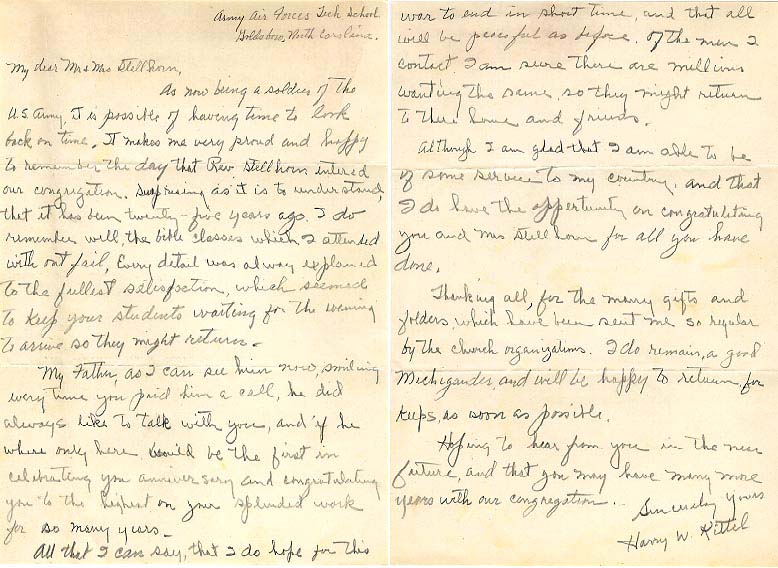 Army Air Forces Tech School
Goldsboro, North Carolina.
My dear Mr & Mrs Stellhorn,
As now being a soldier of the
U.S. Army, it is possible of having time to look
back on time. It makes me very proud and happy
to remember the day that Rev. Stellhorn intered
our congregation. Suprising as it is to understand,
that it has been twenty-five years ago. I do
remember well, the bible classes which I attended
with out fail, Every detail was alway explained
to the fullest satisfaction, which seemed
to keep your students waiting for the evening
to arrive so they might return.
My Father, as I can see him now, smiling
every time you paid him a call, he did
always like to talk with you, and if he
where only here would be the first in
celebrating you anniversary and congratulating
you to the highest on your splended work
for so many years-
All that I can say, that I do hope for this
war to end in short time, and that all
will be peaceful as before. Of the men I
contact, I am sure there are millions
wanting the same, so they might return
to there home and friends.
Although I am glad that I am able to be
of some service to my country, and that
I do have the opportunity on congratulating
you and Mrs Stellhorn for all you have
done.
Thanking all, for the many gifts and
folders, which have been sent me so regular
by the church organizations. I do remain, a good
Michigander, and will be happy to return, for
keeps, as soon as possible.
Hoping to hear from you in the near
future, and that you may have many more
years with our congregation.
Sincerely yours
Harry W. Kittel